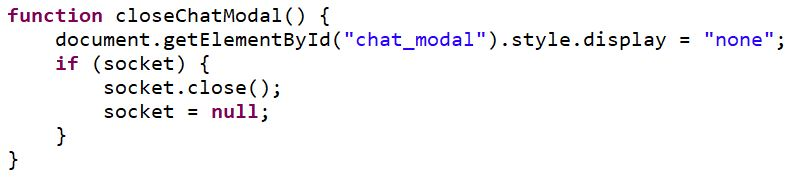 function closeChatModal() {
    document.getElementById("chat_modal").style.display = "none";
    if (socket) {
        socket.close();
        socket = null;
    }
}